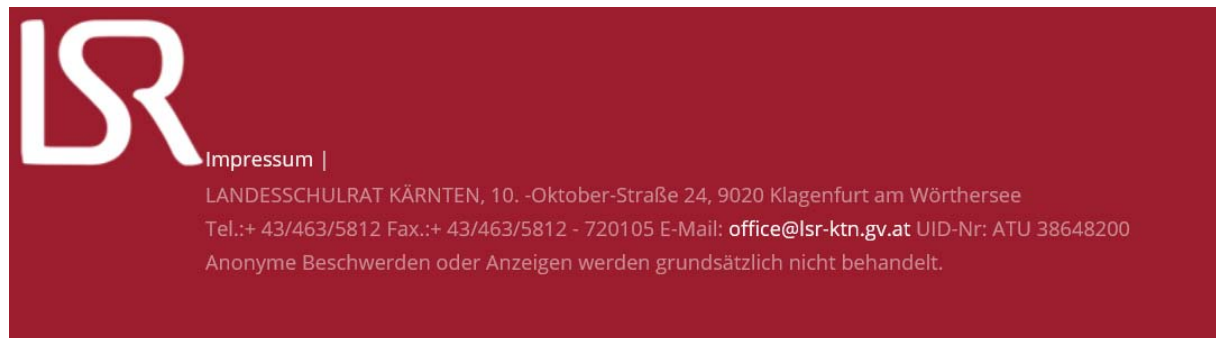 LSR
Impressum |
LANDESSCHULRAT KÄRNTEN, 10. -Oktober-Straße 24, 9020 Klagenfurt am Wörthersee
Tel.:+ 43/463/5812 Fax.:+ 43/463/5812 - 720105 E-Mail: office@lsr-ktn.gv.at UID-Nr: ATU 38648200
Anonyme Beschwerden oder Anzeigen werden grundsätzlich nicht behandelt.